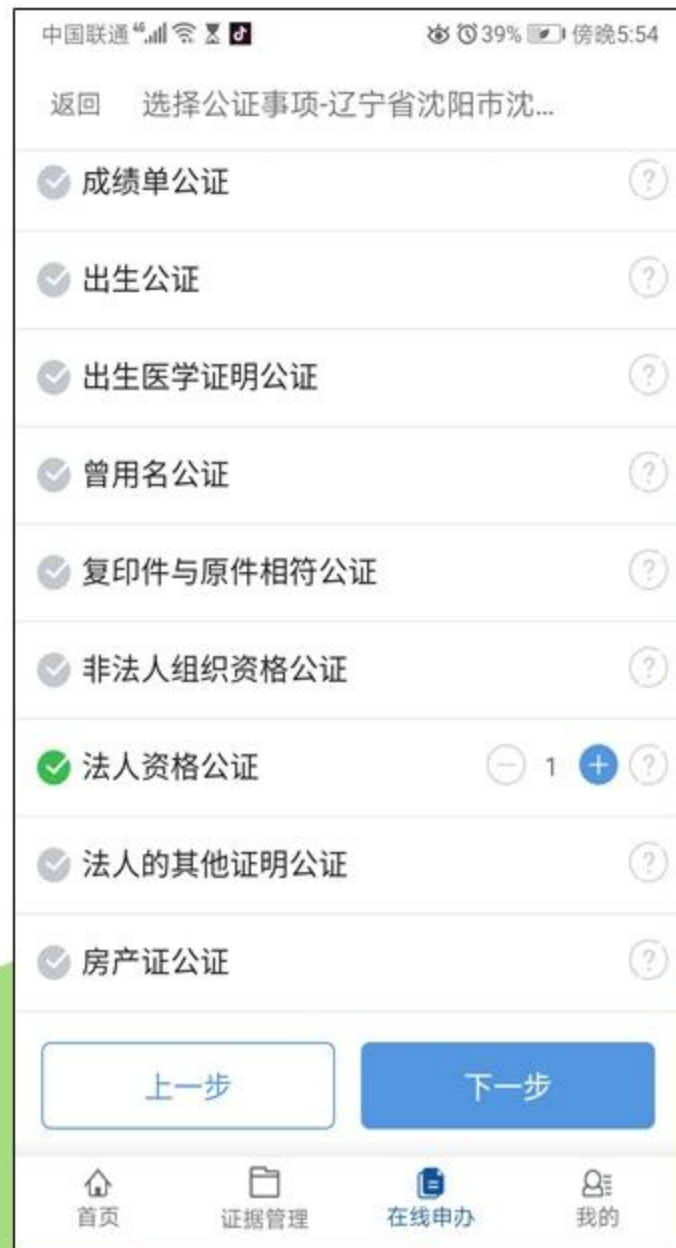 中国联通 46 39% 傍晚5:54
返回 选择公证事项-辽宁省沈阳市沈...
成绩单公证 ?
出生公证 ?
出生医学证明公证 ?
曾用名公证 ?
复印件与原件相符公证 ?
非法人组织资格公证 ?
法人资格公证 1 ?
法人的其他证明公证 ?
房产证公证 ?
上一步 下一步
首页 证据管理 在线申办 我的